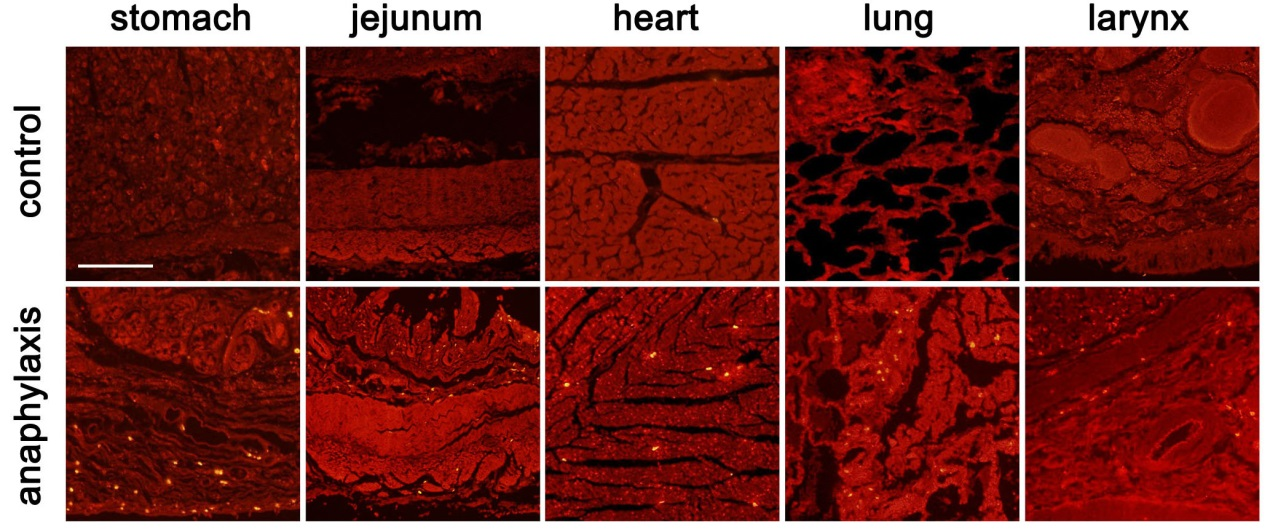 stomach jejunum heart lung larynx
control
anaphylaxis